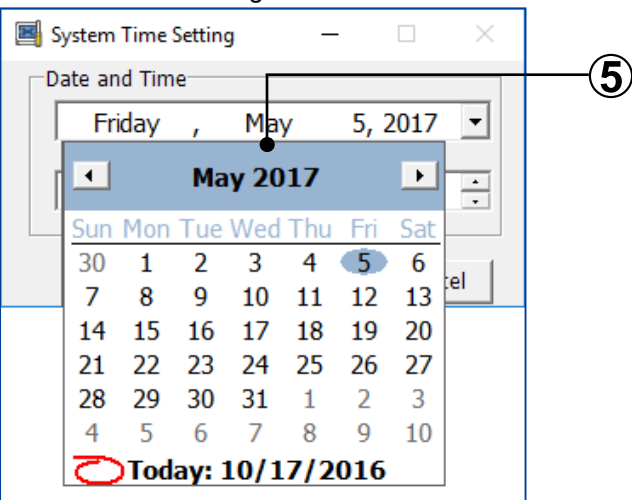 System Time Setting
Date and Time
Friday , May 5, 2017
5
May 2017
Sun Mon Tue Wed Thu Fri Sat
30 1 2 3 4 5 6
7 8 9 10 11 12 13
14 15 16 17 18 19 20
21 22 23 24 25 26 27
28 29 30 31 1 2 3
4 5 6 7 8 9 10
Today: 10/17/2016